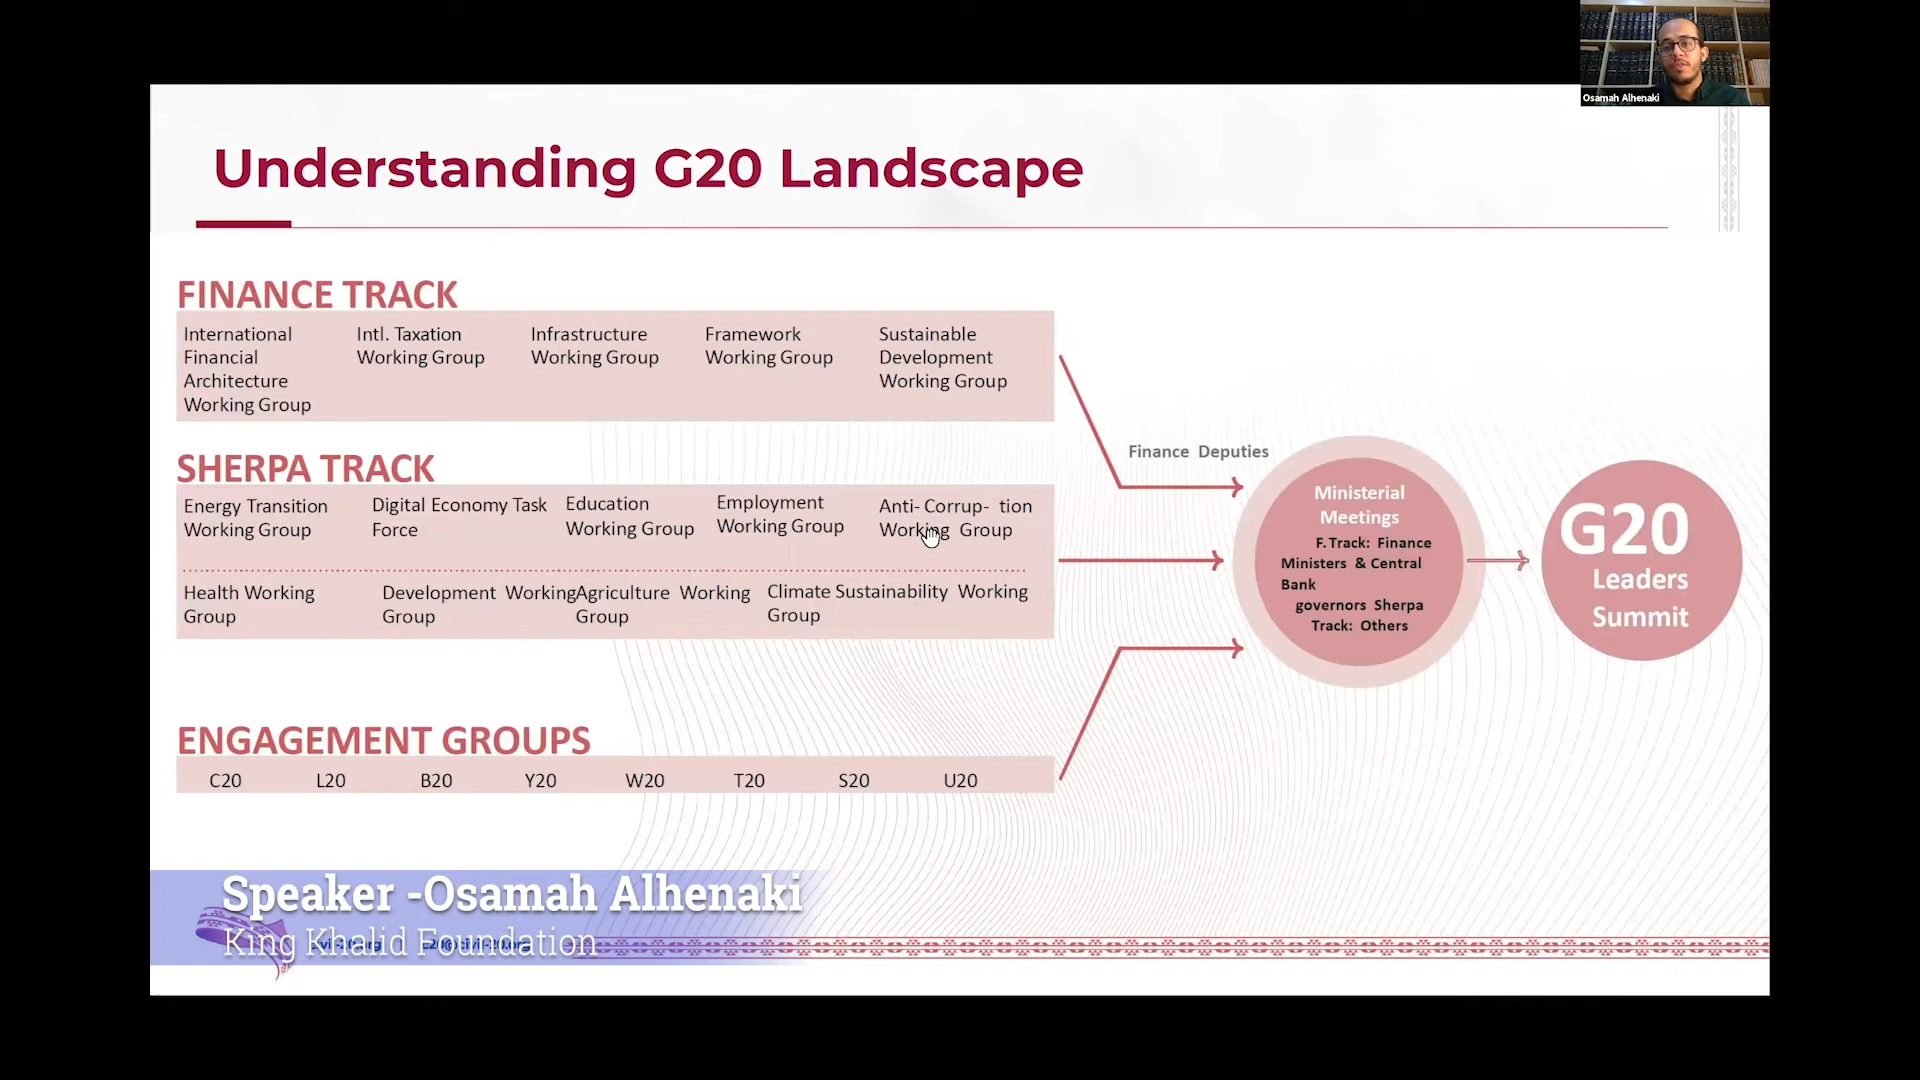 Osamah Alhenaki
Understanding G20 Landscape
FINANCE TRACK
International
Financial
Architecture
Working Group
Intl. Taxation
Working Group
Infrastructure
Working Group
Framework
Working Group
Sustainable
Development
Working Group
SHERPA TRACK
Energy Transition
Working Group
Digital Economy Task
Force
Education
Working Group
Employment
Working Group
Anti- Corrup- tion
Working Group
Health Working
Group
Development Working
Group
Agriculture Working
Group
Climate Sustainability Working
Group
ENGAGEMENT GROUPS
C20 L20 B20 Y20 W20 T20 S20 U20
Finance Deputies
Ministerial
Meetings
F. Track: Finance
Ministers & Central
Bank
governors Sherpa
Track: Others
G20
Leaders
Summit
Speaker -Osamah Alhenaki
King Khalid Foundation